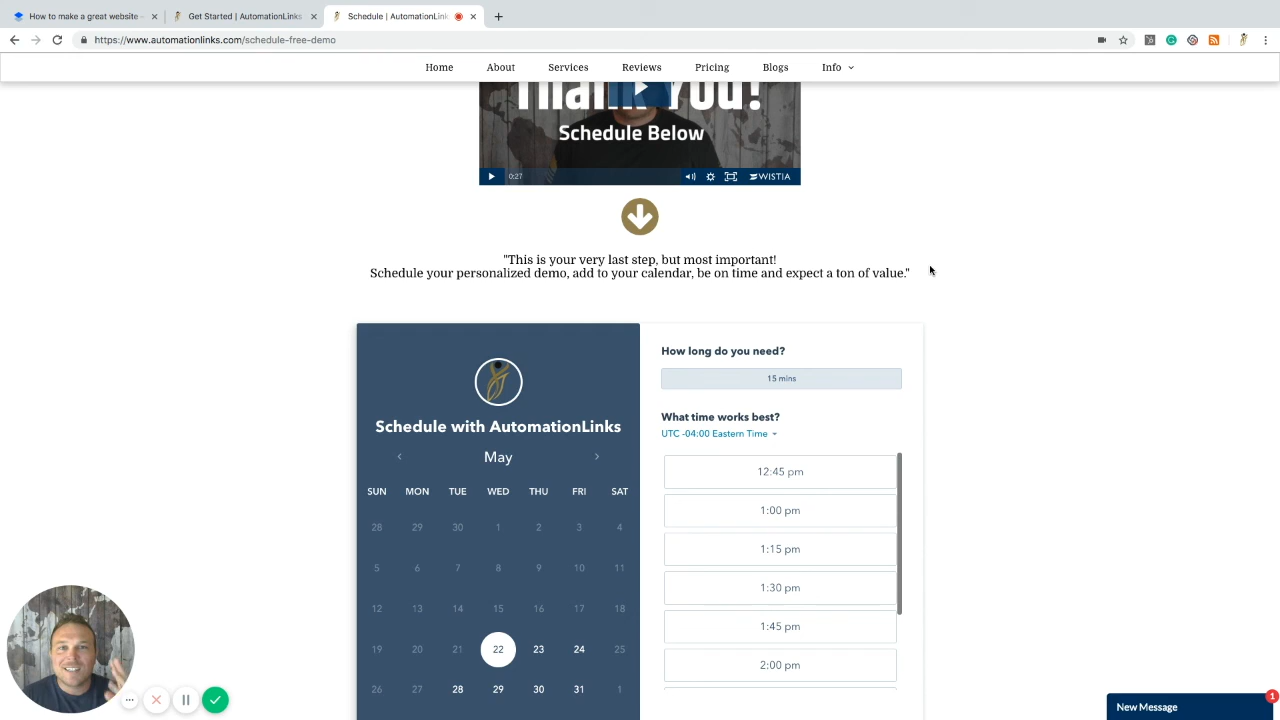 How to make a great website -
Get Started | AutomationLinks
Schedule | AutomationLink
https://www.automationlinks.com/schedule-free-demo
Home About Services Reviews Pricing Blogs Info
Thank You!
Schedule Below
0:27
WISTIA
"This is your very last step, but most important!
Schedule your personalized demo, add to your calendar, be on time and expect a ton of value."
Schedule with AutomationLinks
May
SUN MON TUE WED THU FRI SAT
28 29 30 1 2 3 4
5 6 7 8 9 10 11
12 13 14 15 16 17 18
19 20 21 22 23 24 25
26 27 28 29 30 31 1
How long do you need?
15 mins
What time works best?
UTC -04:00 Eastern Time
12:45 pm
1:00 pm
1:15 pm
1:30 pm
1:45 pm
2:00 pm
New Message
1